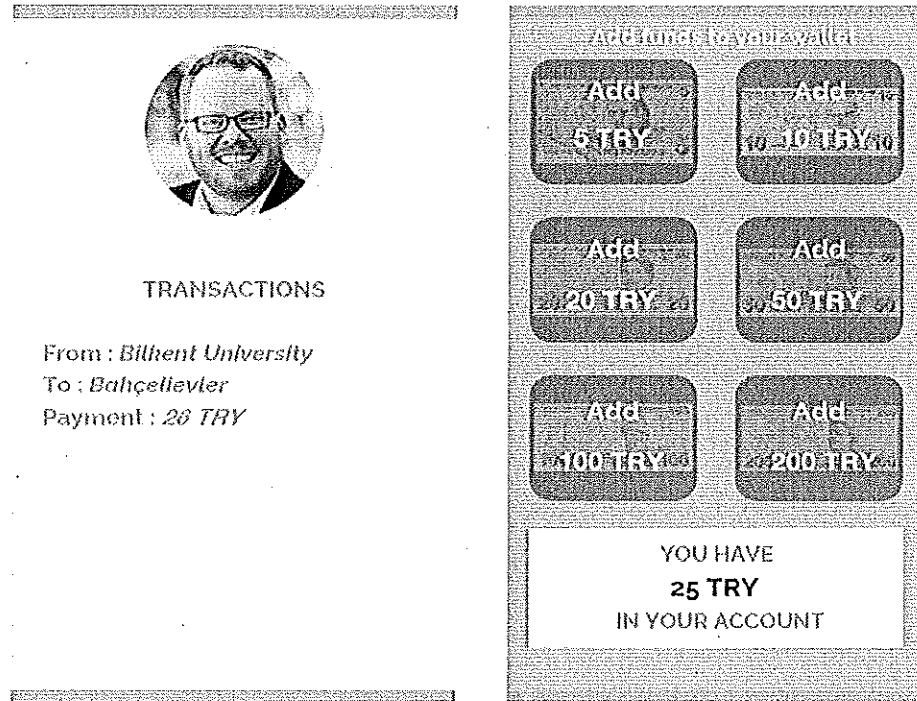 TRANSACTIONS
From : Bilkent University
To : Bahçelievler
Payment : 26 TRY
Add funds to your wallet
Add
5 TRY
Add
10 TRY
Add
20 TRY
Add
50 TRY
Add
100 TRY
Add
200 TRY
YOU HAVE
25 TRY
IN YOUR ACCOUNT